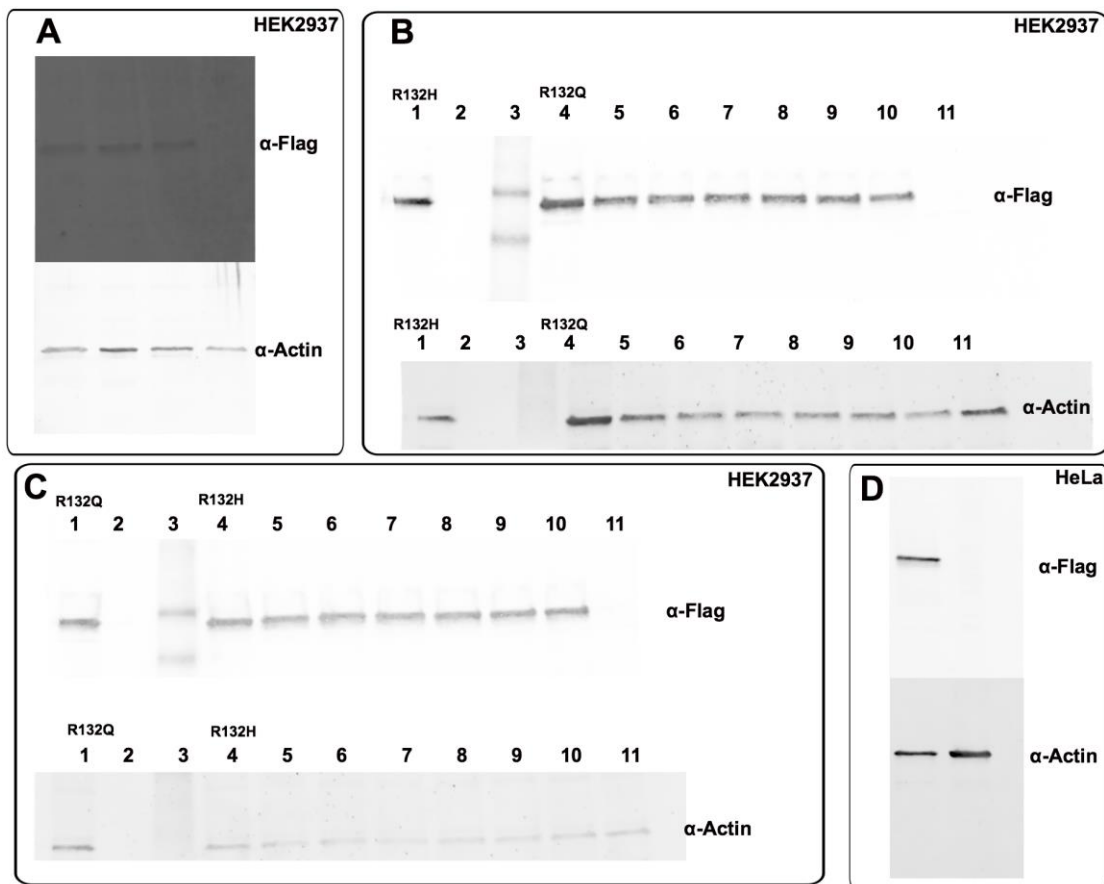 A HEK2937
α-Flag
α-Actin
B HEK2937
R132H R132Q
1 2 3 4 5 6 7 8 9 10 11
α-Flag
R132H R132Q
1 2 3 4 5 6 7 8 9 10 11
α-Actin
C HEK2937
R132Q R132H
1 2 3 4 5 6 7 8 9 10 11
α-Flag
R132Q R132H
1 2 3 4 5 6 7 8 9 10 11
α-Actin
D HeLa
α-Flag
α-Actin